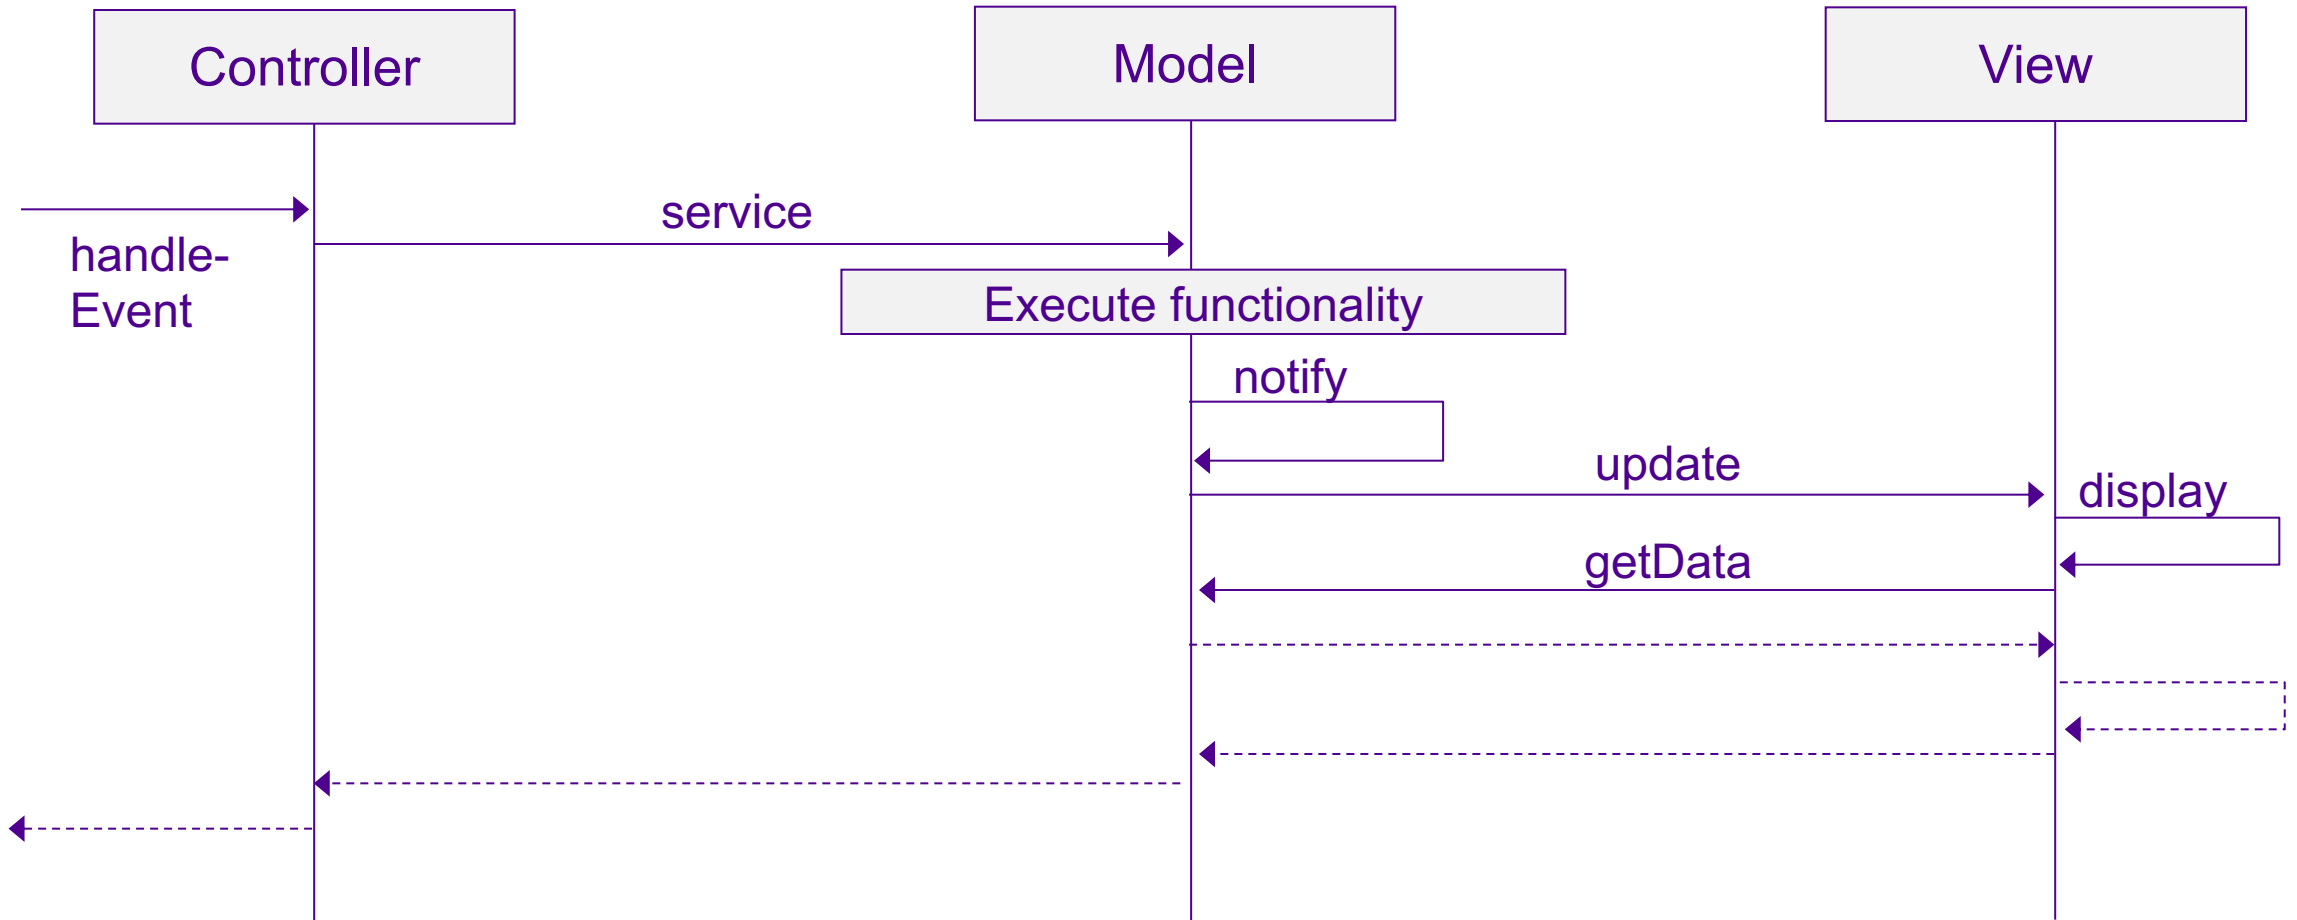 Controller
Model
View
service
handle-
Event
Execute functionality
notify
update
display
getData